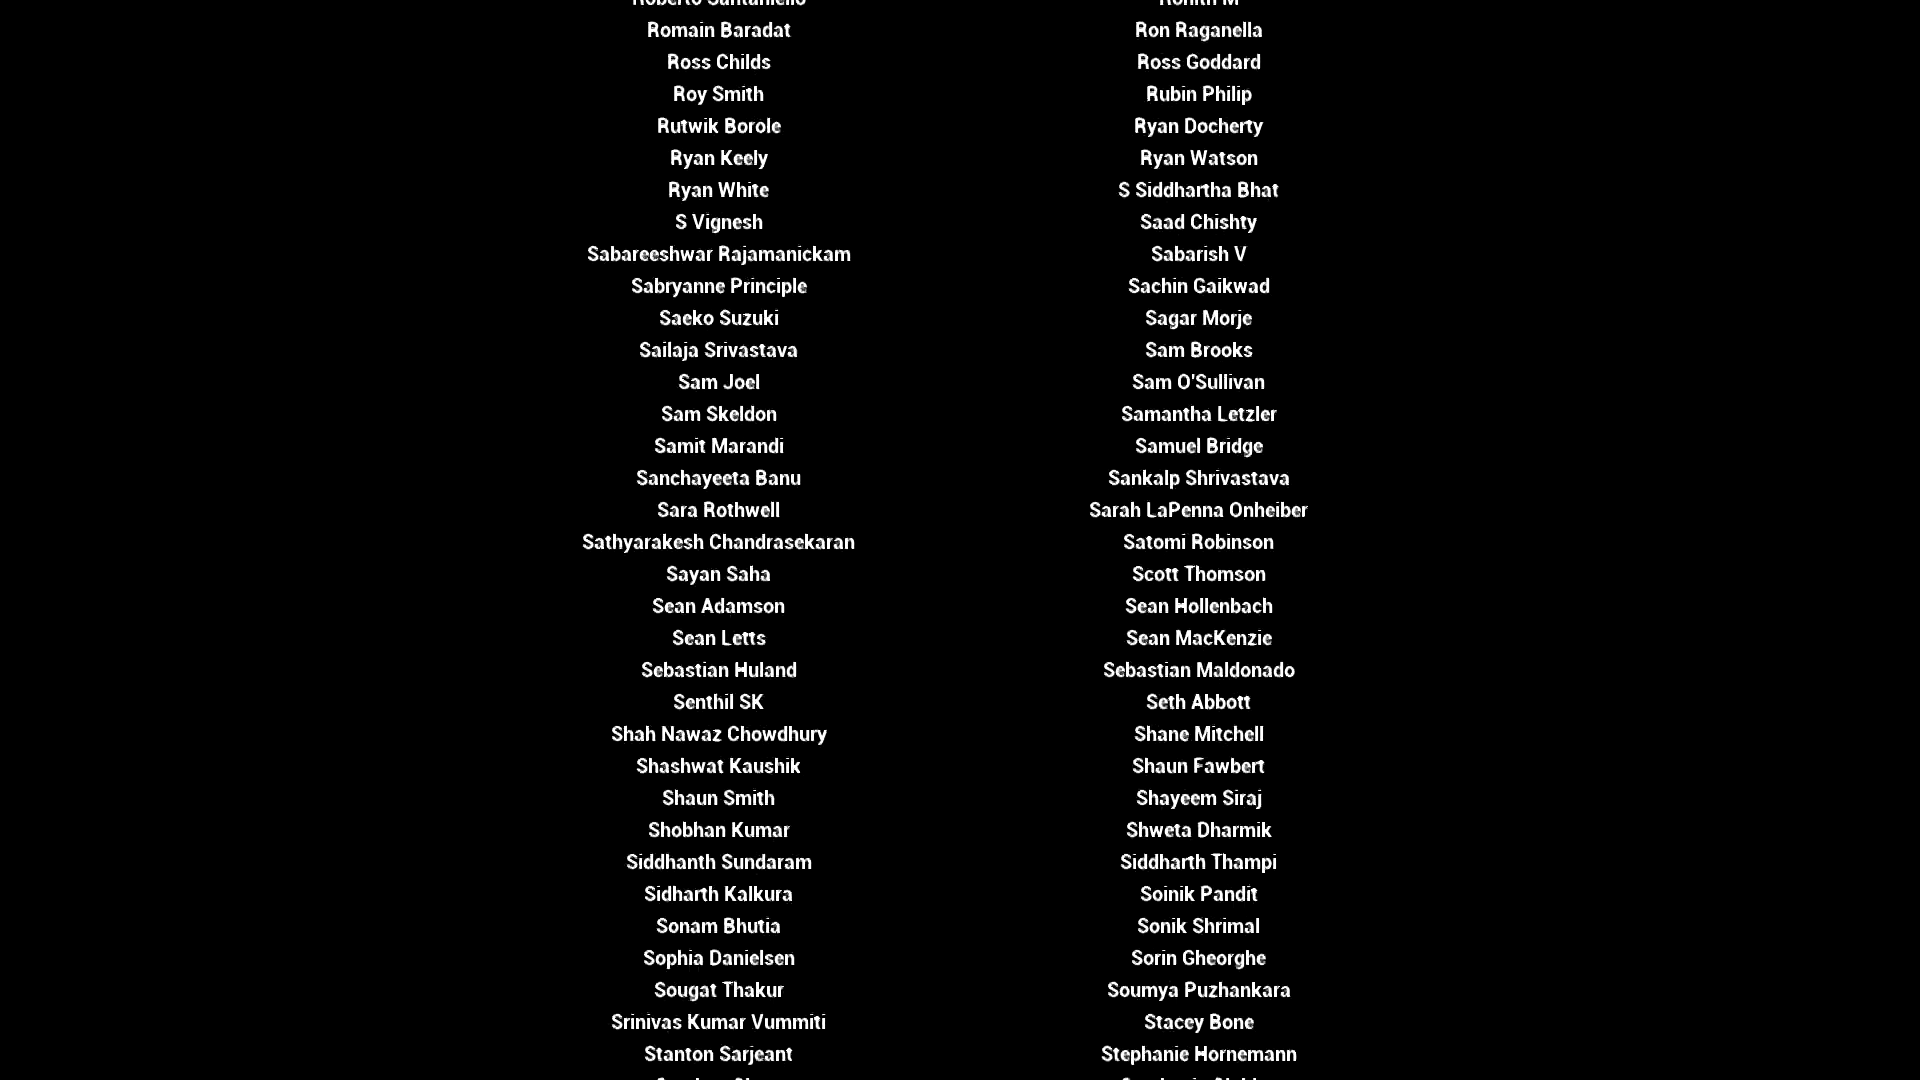 Romain Baradat Ron Raganella
Ross Childs Ross Goddard
Roy Smith Rubin Philip
Rutwik Borole Ryan Docherty
Ryan Keely Ryan Watson
Ryan White S Siddhartha Bhat
S Vignesh Saad Chishty
Sabareeshwar Rajamanickam Sabarish V
Sabryanne Principle Sachin Gaikwad
Saeko Suzuki Sagar Morje
Sailaja Srivastava Sam Brooks
Sam Joel Sam O'Sullivan
Sam Skeldon Samantha Letzler
Samit Marandi Samuel Bridge
Sanchayeeta Banu Sankalp Shrivastava
Sara Rothwell Sarah LaPenna Onheiber
Sathyarakesh Chandrasekaran Satomi Robinson
Sayan Saha Scott Thomson
Sean Adamson Sean Hollenbach
Sean Letts Sean MacKenzie
Sebastian Huland Sebastian Maldonado
Senthil SK Seth Abbott
Shah Nawaz Chowdhury Shane Mitchell
Shashwat Kaushik Shaun Fawbert
Shaun Smith Shayeem Siraj
Shobhan Kumar Shweta Dharmik
Siddhanth Sundaram Siddharth Thampi
Sidharth Kalkura Soinik Pandit
Sonam Bhutia Sonik Shrimal
Sophia Danielsen Sorin Gheorghe
Sougat Thakur Soumya Puzhankara
Srinivas Kumar Vummiti Stacey Bone
Stanton Sarjeant Stephanie Hornemann